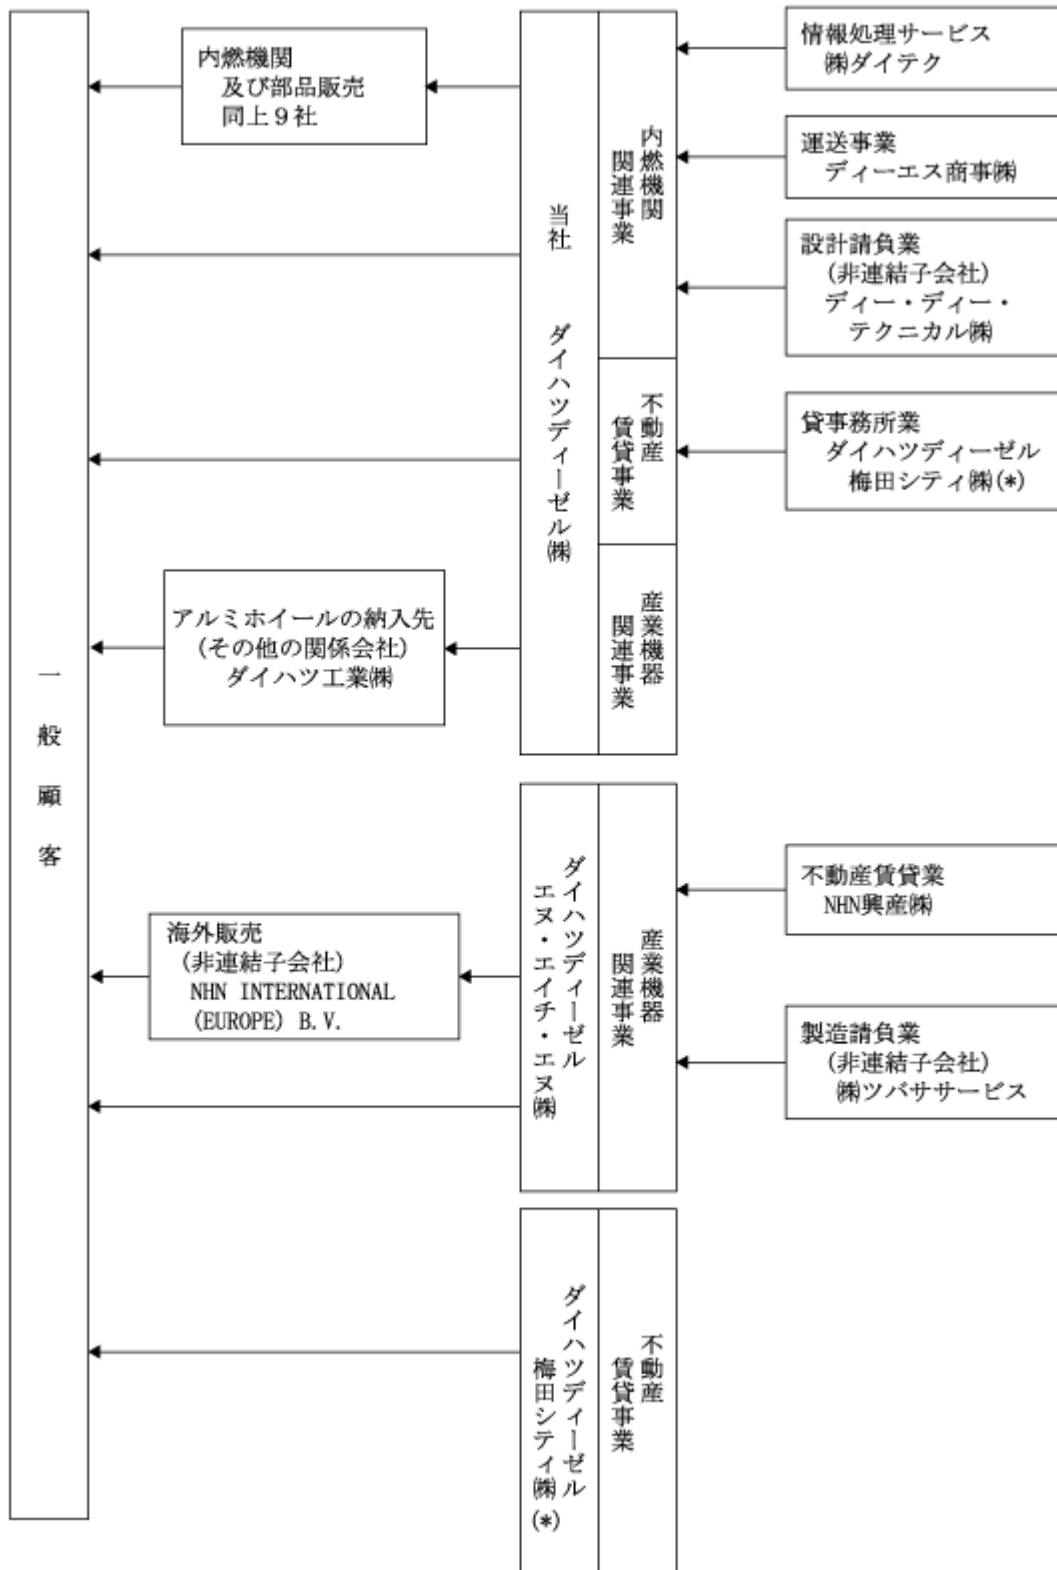 一般顧客
内燃機関
及び部品販売
同上9社
アルミホイールの納入先
(その他の関係会社)
ダイハツ工業㈱
海外販売
(非連結子会社)
NHN INTERNATIONAL
(EUROPE) B.V.
当社 ダイハツディーゼル㈱
内燃機関
関連事業
不動産
賃貸事業
産業機器
関連事業
ダイハツディーゼル
エヌ・エイチ・エヌ㈱
産業機器
関連事業
ダイハツディーゼル
梅田シティ㈱(*)
不動産
賃貸事業
情報処理サービス
㈱ダイテク
運送事業
ディーエス商事㈱
設計請負業
(非連結子会社)
ディー・ディー・
テクニカル㈱
貸事務所業
ダイハツディーゼル
梅田シティ㈱(*)
不動産賃貸業
NHN興産㈱
製造請負業
(非連結子会社)
㈱ツバササービス